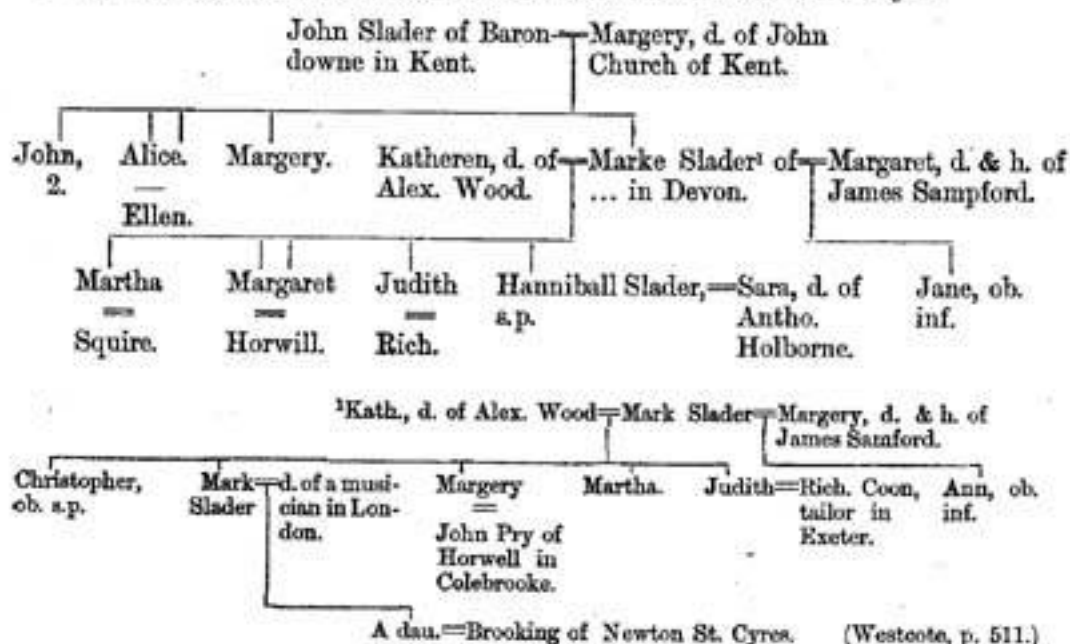 John Slader of Baron-Margery, d. of John
downe in Kent. Church of Kent.
John, Alice. Margery. Katheren, d. of Marke Slader¹ of Margaret, d. & h. of
2. — Alex. Wood. ... in Devon. James Sampford.
Ellen.
Martha Margaret Judith Hanniball Slader,=Sara, d. of Jane, ob.
= = = s.p. Antho. inf.
Squire. Horwill. Rich. Holborne.
¹Kath., d. of Alex. Wood=Mark Slader=Margery, d. & h. of
James Samford.
Christopher, Mark=d. of a musi- Margery Martha. Judith=Rich. Coon, Ann, ob.
ob. s.p. Slader cian in Lon- = tailor in inf.
don. John Pry of Exeter.
Horwell in
Colebrooke.
A dau.=Brooking of Newton St. Cyres. (Westcote, p. 511.)